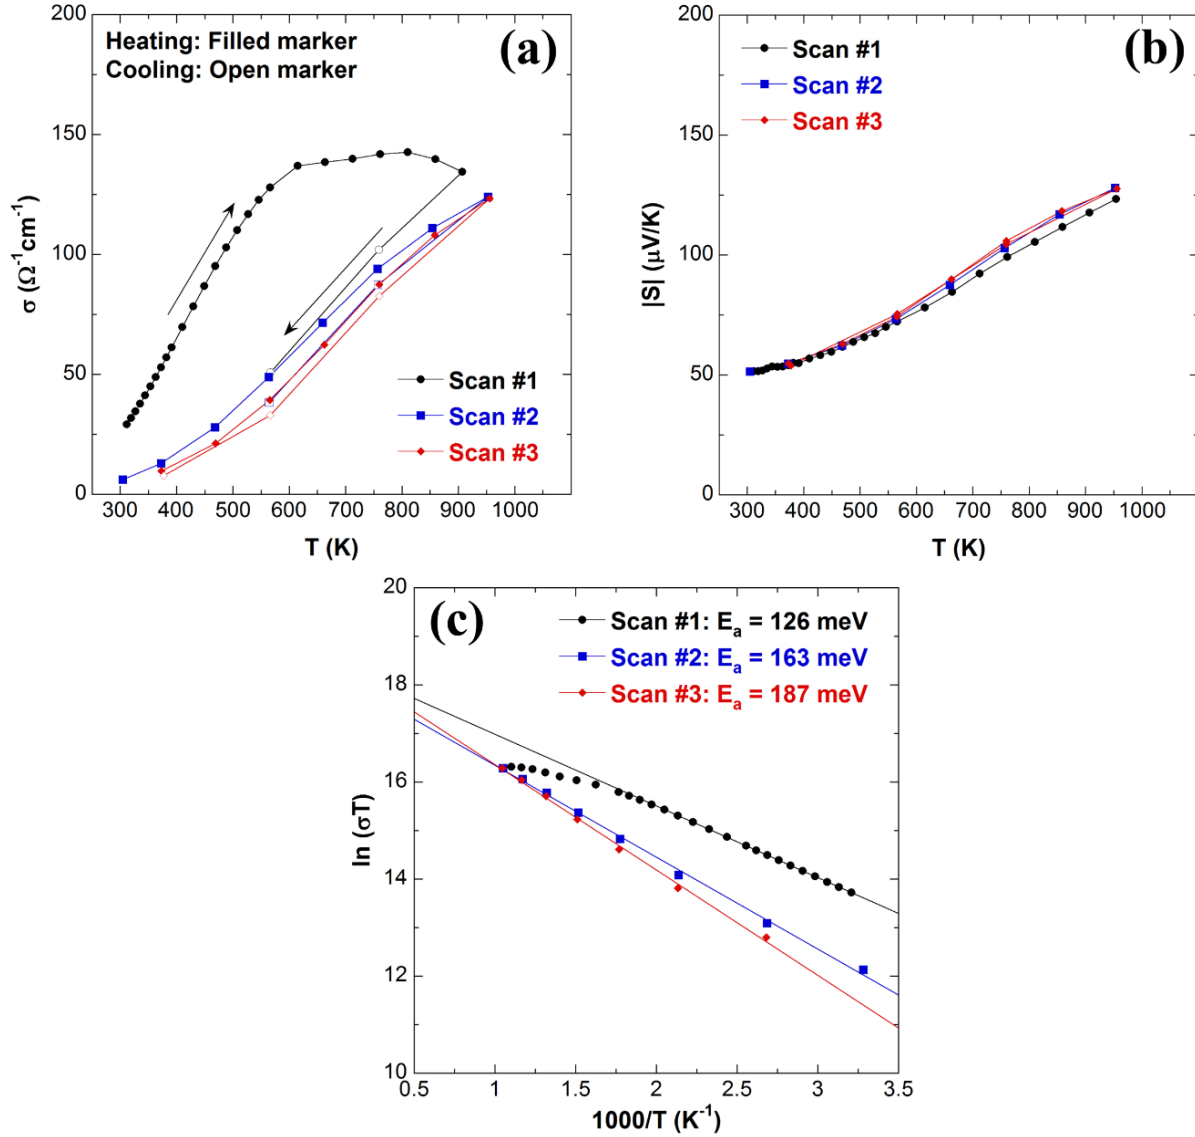 Heating: Filled marker
Cooling: Open marker
(a)
200
150
100
50
0
σ (Ω⁻¹cm⁻¹)
Scan #1
Scan #2
Scan #3
300 400 500 600 700 800 900 1000
T (K)
(b)
Scan #1
Scan #2
Scan #3
200
150
100
50
0
|S| (μV/K)
300 400 500 600 700 800 900 1000
T (K)
(c)
Scan #1: Eₐ = 126 meV
Scan #2: Eₐ = 163 meV
Scan #3: Eₐ = 187 meV
20
18
16
14
12
10
ln (σT)
0.5 1 1.5 2 2.5 3 3.5
1000/T (K⁻¹)